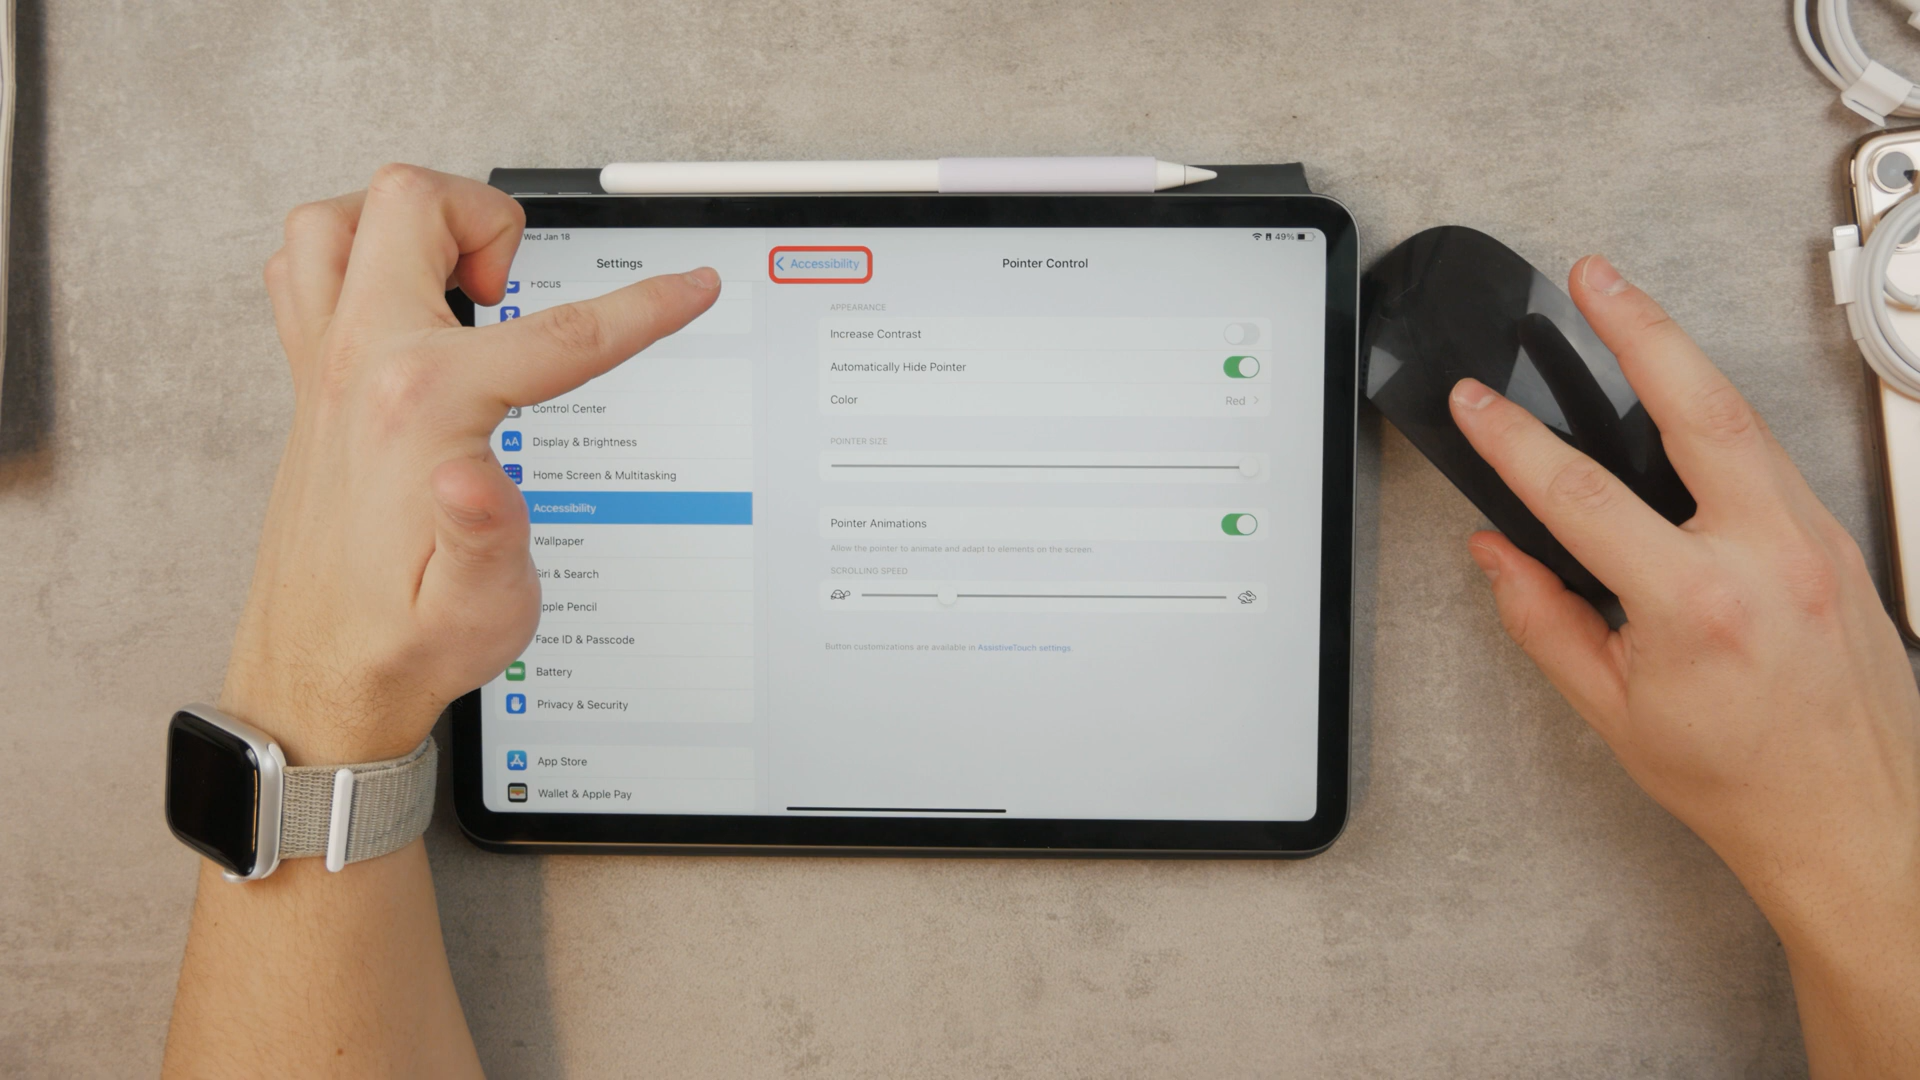 Wed Jan 18
49%
Settings
Accessibility
Pointer Control
Focus
Control Center
AA Display & Brightness
Home Screen & Multitasking
Accessibility
Wallpaper
Siri & Search
pple Pencil
Face ID & Passcode
Battery
Privacy & Security
App Store
Wallet & Apple Pay
APPEARANCE
Increase Contrast
Automatically Hide Pointer
Color Red
POINTER SIZE
Pointer Animations
Allow the pointer to animate and adapt to elements on the screen.
SCROLLING SPEED
Button customizations are available in AssistiveTouch settings.